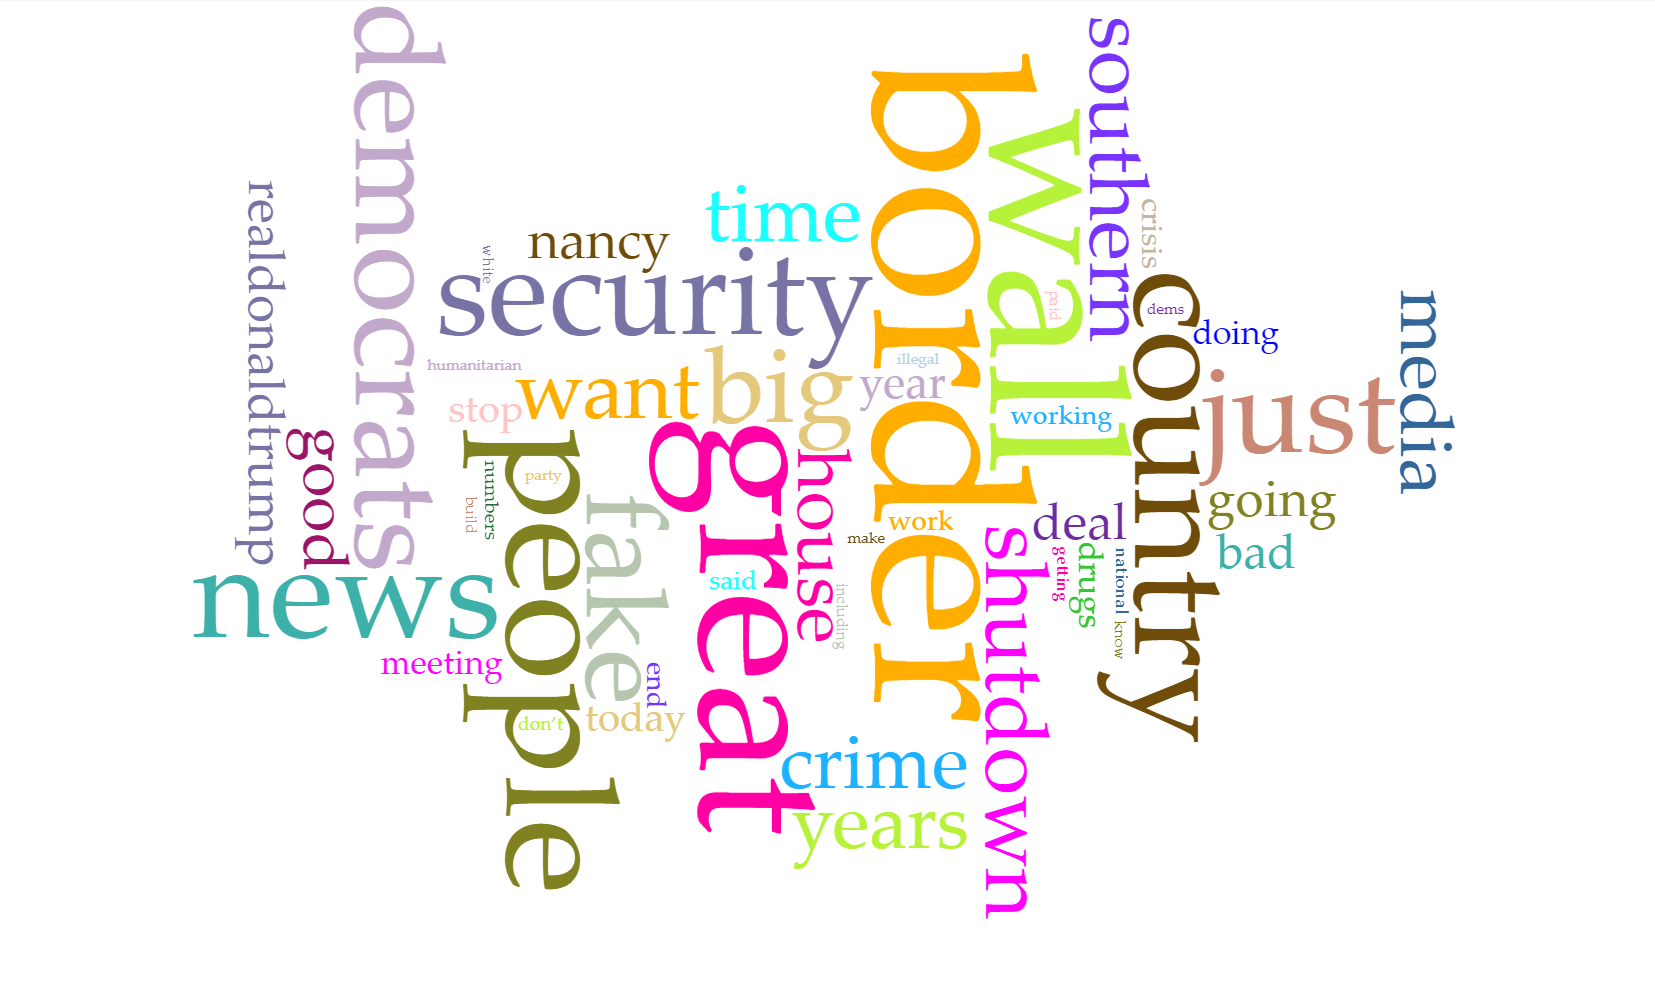 democrats
border
southern
wall
realdonaldtrump
time
crisis
nancy
white
security
country
media
paid
dems
doing
humanitarian
illegal
want
big
year
just
stop
working
good
people
great
house
numbers
party
build
fake
going
deal
work
shutdown
make
bad
news
said
including
getting
drugs
national
know
meeting
end
don’t
today
crime
years